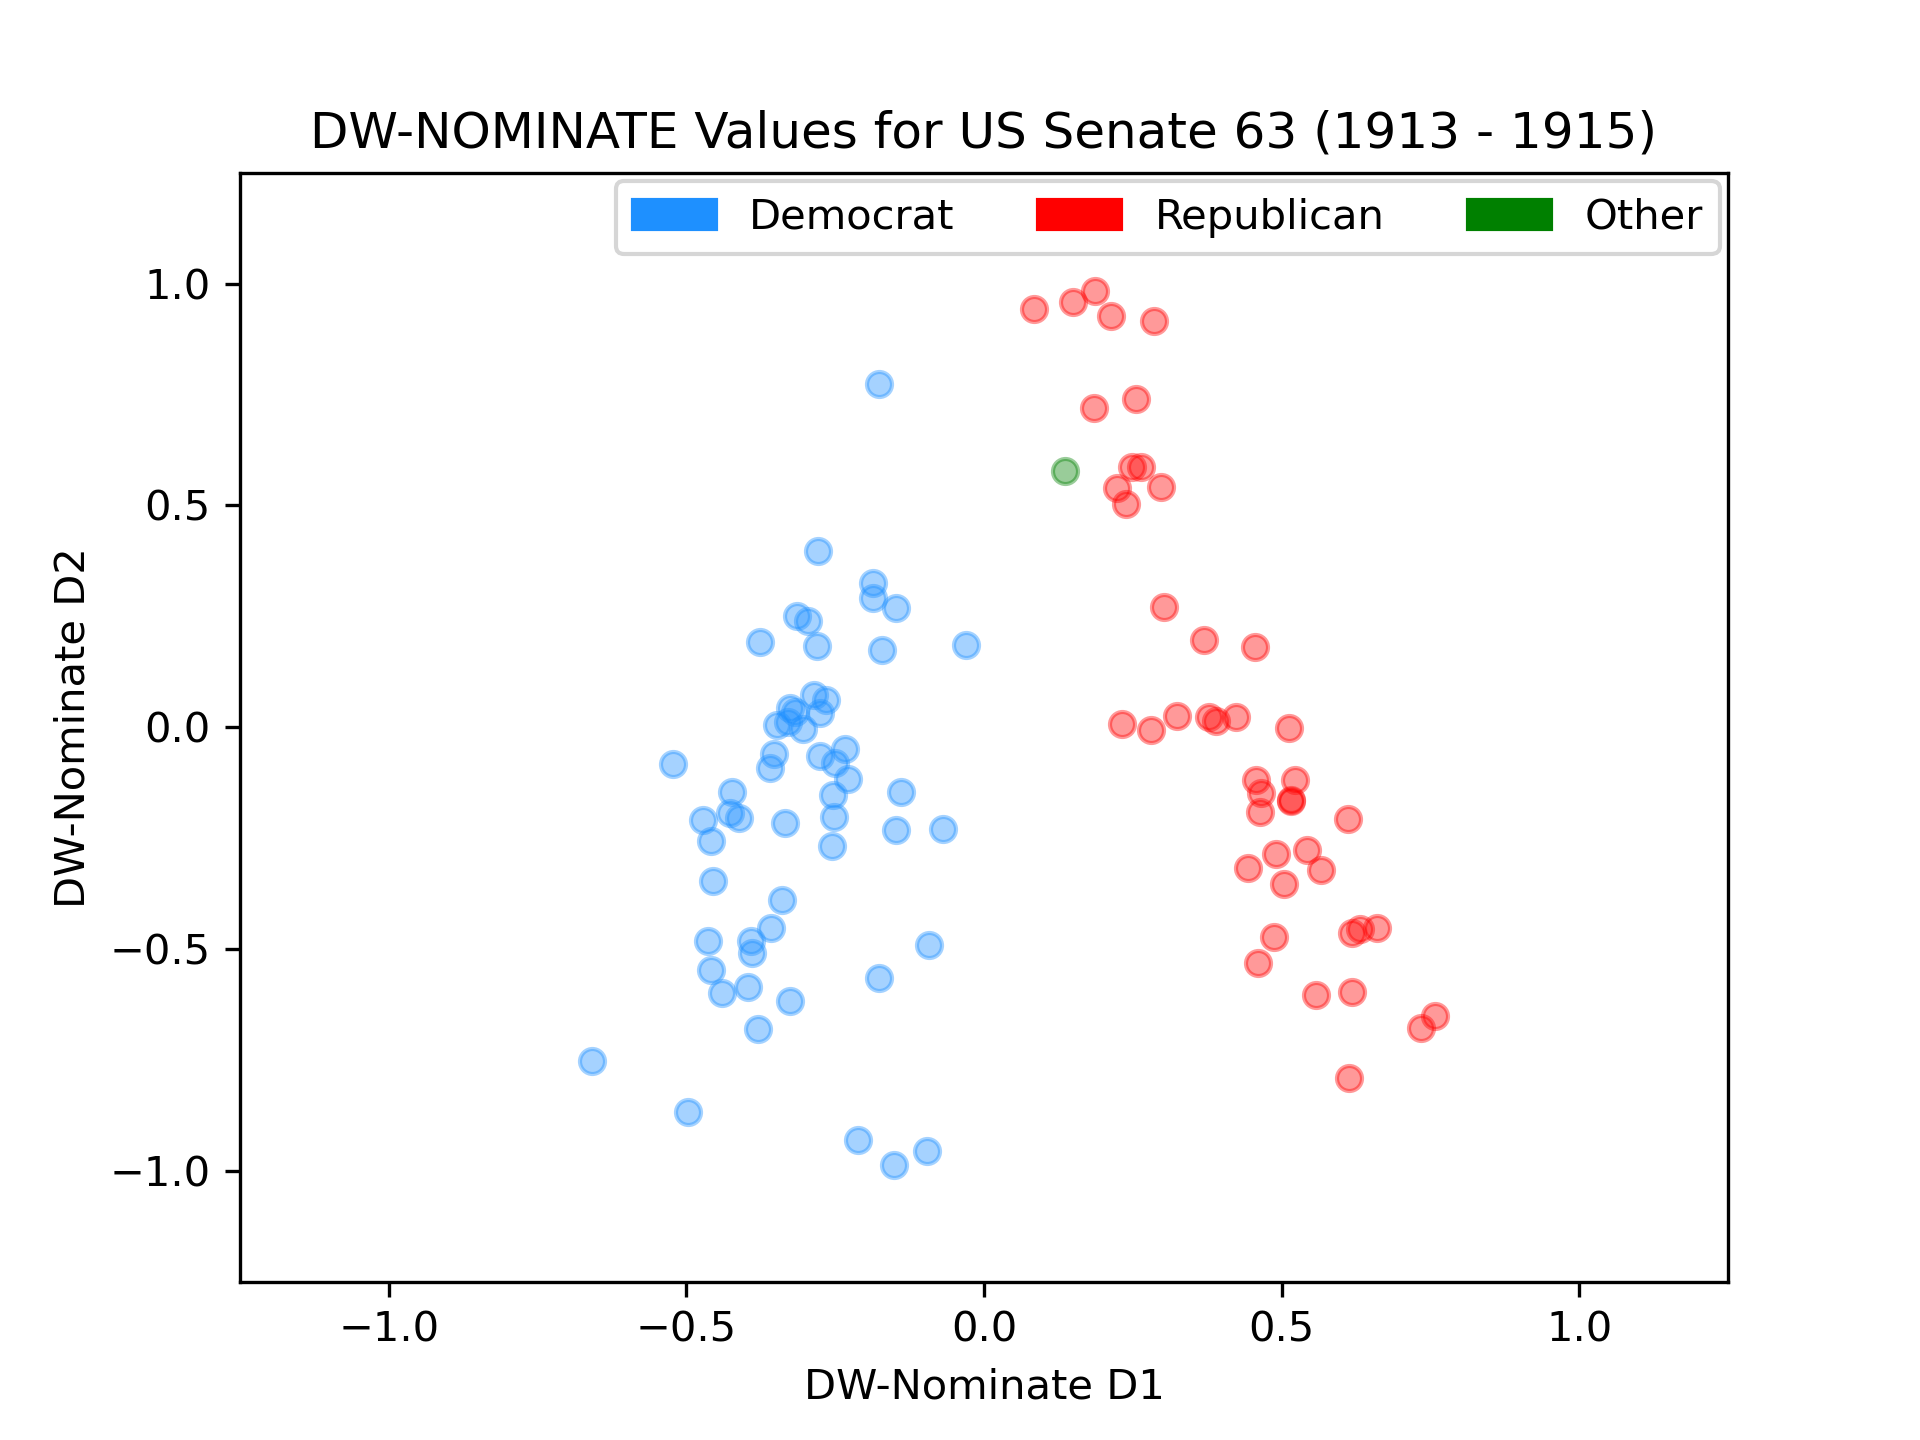 DW-NOMINATE Values for US Senate 63 (1913 - 1915)
Democrat Republican Other
1.0
0.5
0.0
−0.5
−1.0
DW-Nominate D2
−1.0 −0.5 0.0 0.5 1.0
DW-Nominate D1